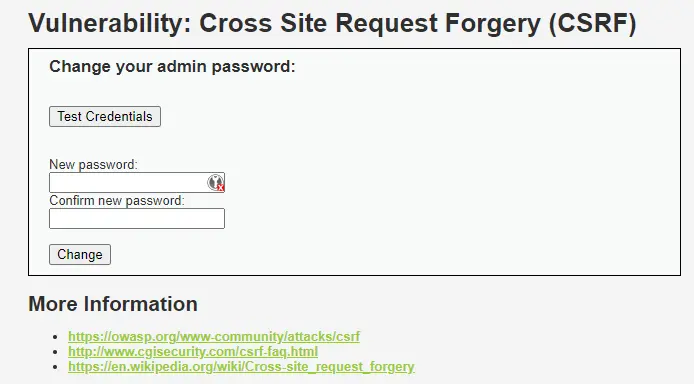 Vulnerability: Cross Site Request Forgery (CSRF)
Change your admin password:
Test Credentials
New password:
Confirm new password:
Change
More Information
https://owasp.org/www-community/attacks/csrf
http://www.cgisecurity.com/csrf-faq.html
https://en.wikipedia.org/wiki/Cross-site_request_forgery